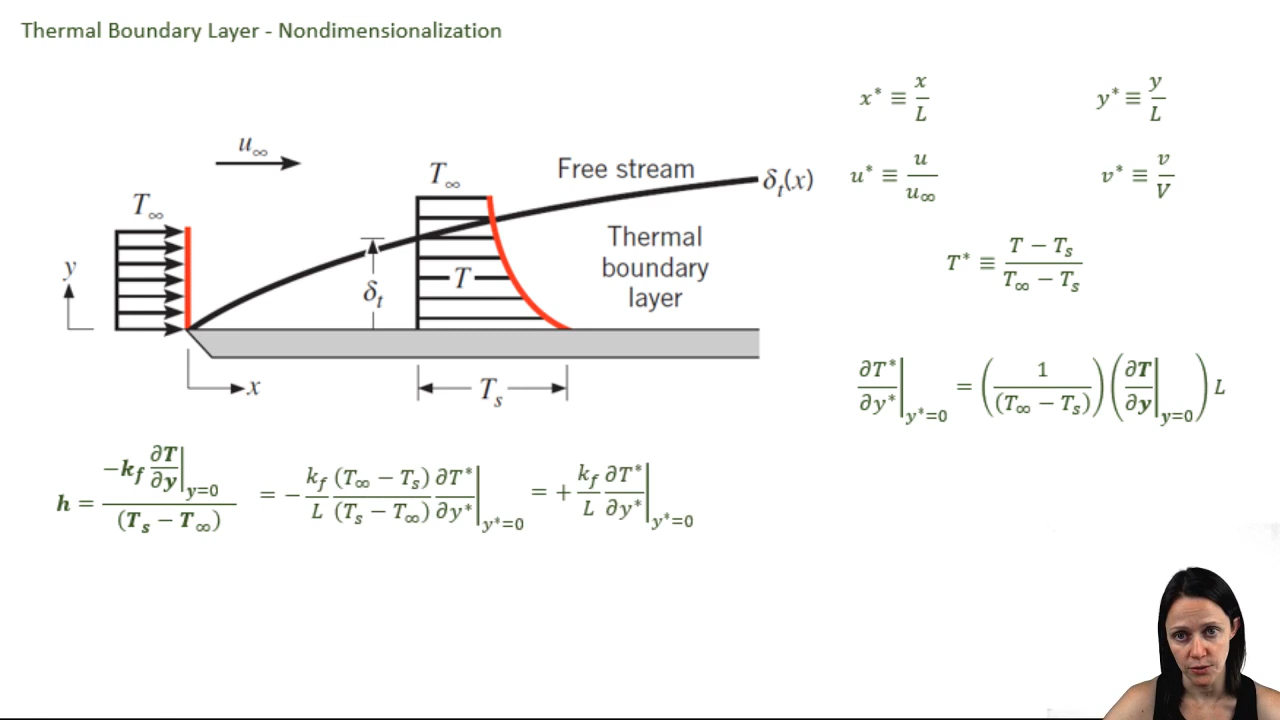 Thermal Boundary Layer - Nondimensionalization
x* ≡ x/L
y* ≡ y/L
u∞
T∞
Free stream
δt(x)
u* ≡ u/u∞
v* ≡ v/V
T∞
Thermal
boundary
layer
T* ≡ (T − Ts)/(T∞ − Ts)
y
δt
T
x
Ts
∂T*/∂y*|y*=0 = (1/(T∞ − Ts))(∂T/∂y|y=0)L
h = −kf ∂T/∂y|y=0/(Ts − T∞) = −kf/L (T∞ − Ts)/(Ts − T∞) ∂T*/∂y*|y*=0 = +kf/L ∂T*/∂y*|y*=0